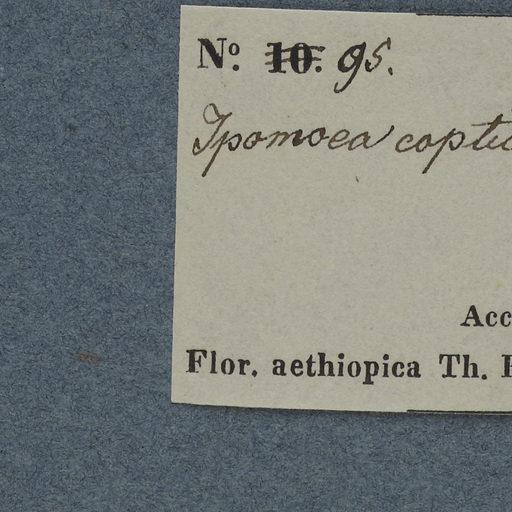 Nº. 10. 95.
Ipomoea coptic
Acc
Flor. aethiopica Th.